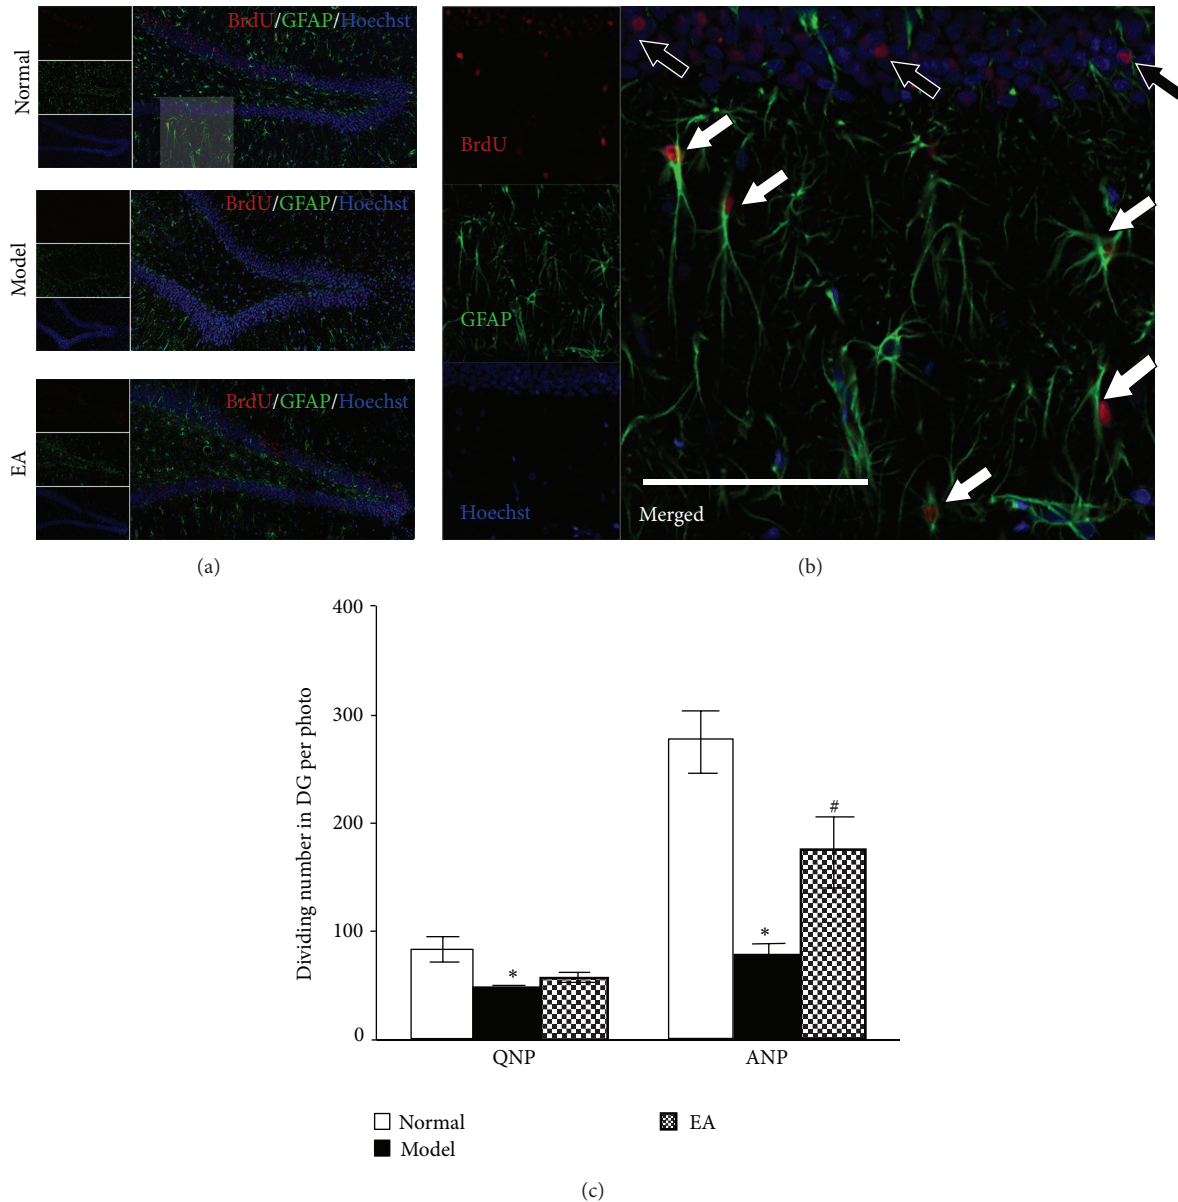 Normal
BrdU/GFAP/Hoechst
Model
BrdU/GFAP/Hoechst
EA
BrdU/GFAP/Hoechst
(a)
BrdU
GFAP
Hoechst
Merged
(b)
Dividing number in DG per photo
400
300
200
100
0
*
*
#
QNP
ANP
Normal
Model
EA
(c)